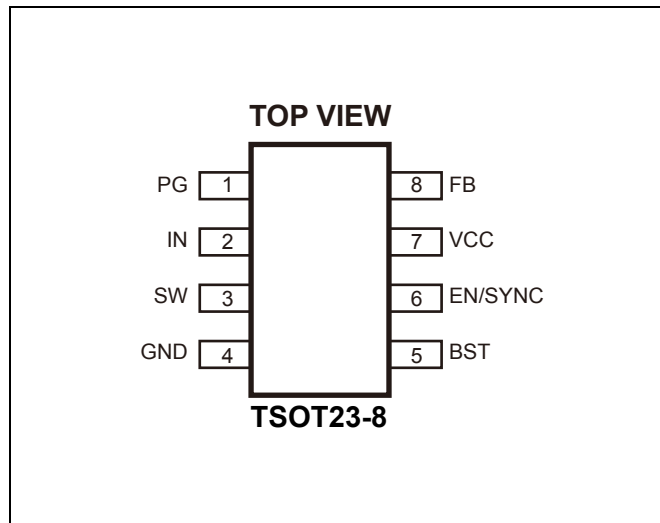 TOP VIEW
PG 1 8 FB
IN 2 7 VCC
SW 3 6 EN/SYNC
GND 4 5 BST
TSOT23-8